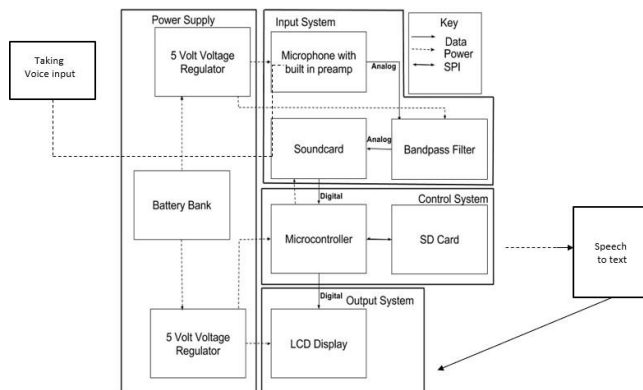 Power Supply
Input System
Key
Data
Power
SPI
Taking
Voice input
5 Volt Voltage
Regulator
Microphone with
built in preamp
Analog
Soundcard
Analog
Bandpass Filter
Battery Bank
Digital
Control System
Microcontroller
SD Card
Speech
to text
Digital
Output System
5 Volt Voltage
Regulator
LCD Display